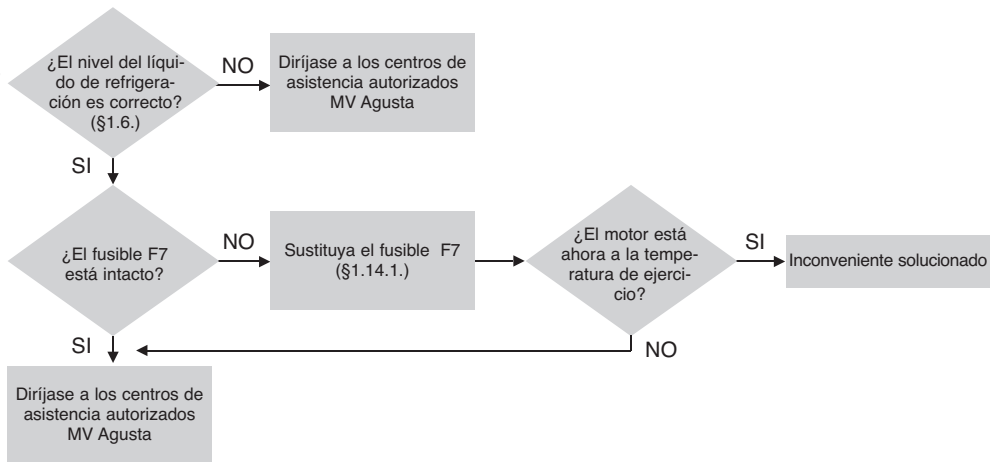 ¿El nivel del líqui-
do de refrigera-
ción es correcto?
(§1.6.)
NO
Diríjase a los centros de
asistencia autorizados
MV Agusta
SI
¿El fusible F7
está intacto?
NO
Sustituya el fusible F7
(§1.14.1.)
¿El motor está
ahora a la tempe-
ratura de ejerci-
cio?
SI
Inconveniente solucionado
SI
NO
Diríjase a los centros de
asistencia autorizados
MV Agusta